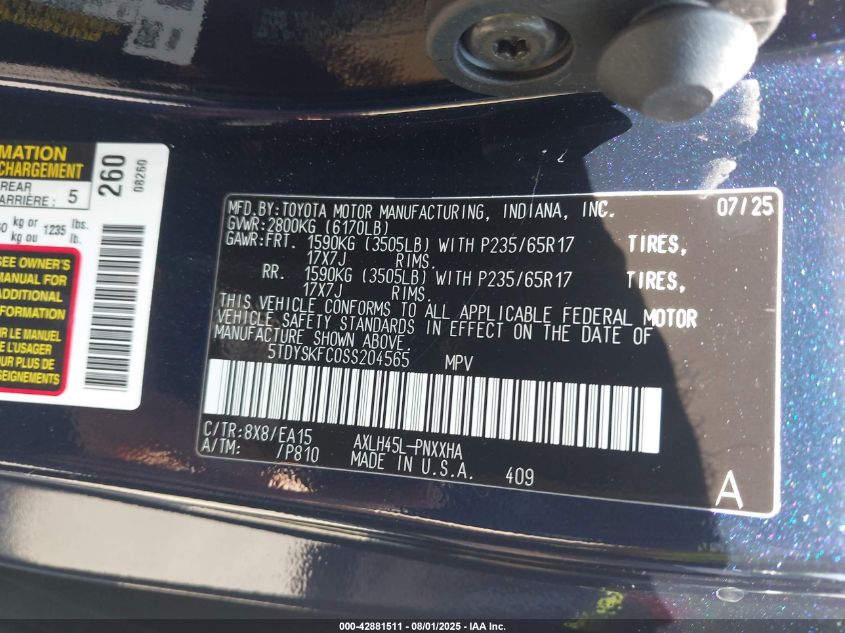 MATION
CHARGEMENT
REAR
ARRIÈRE: 5
kg or 1235 lbs.
kg ou lb.
SEE OWNER'S
MANUAL FOR
ADDITIONAL
INFORMATION
LE MANUEL
L'USAGER
POUR PLUS DE
SEIGNEMENTS
260
08260
MFD.BY:TOYOTA MOTOR MANUFACTURING, INDIANA, INC. 07/25
GVWR:2800KG (6170LB)
GAWR:FRT. 1590KG (3505LB) WITH P235/65R17 TIRES,
17X7J RIMS.
RR. 1590KG (3505LB) WITH P235/65R17 TIRES,
17X7J RIMS.
THIS VEHICLE CONFORMS TO ALL APPLICABLE FEDERAL MOTOR
VEHICLE SAFETY STANDARDS IN EFFECT ON THE DATE OF
MANUFACTURE SHOWN ABOVE.
5TDYSKFC0SS204565 MPV
C/TR:8X8/EA15 AXLH45L-PNXXHA
A/TM: /P810 MADE IN U.S.A. 409
A
000-42881511 - 08/01/2025 - IAA Inc.